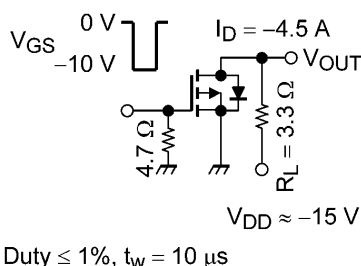 0 V
I_D = −4.5 A
V_GS
−10 V
V_OUT
4.7 Ω
R_L = 3.3 Ω
V_DD ≈ −15 V
Duty ≤ 1%, t_w = 10 μs